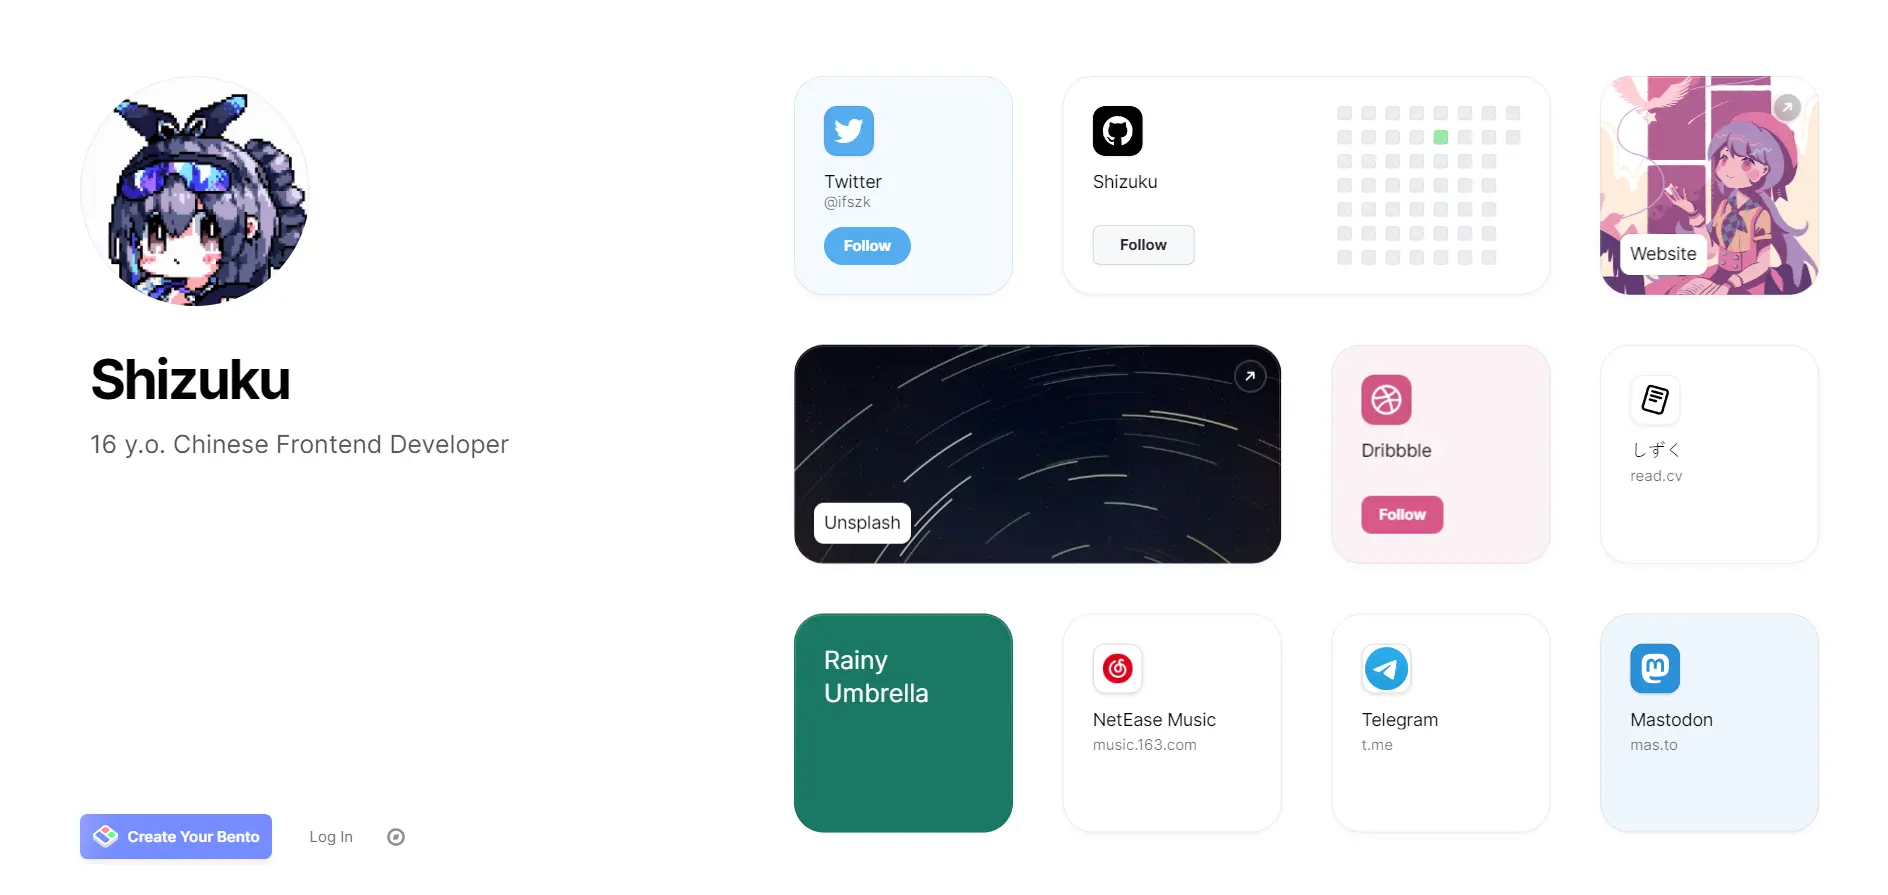 Shizuku
16 y.o. Chinese Frontend Developer
Twitter
@ifszk
Follow
Shizuku
Follow
Website
Unsplash
Dribbble
Follow
しずく
read.cv
Rainy
Umbrella
NetEase Music
music.163.com
Telegram
t.me
Mastodon
mas.to
Create Your Bento
Log In